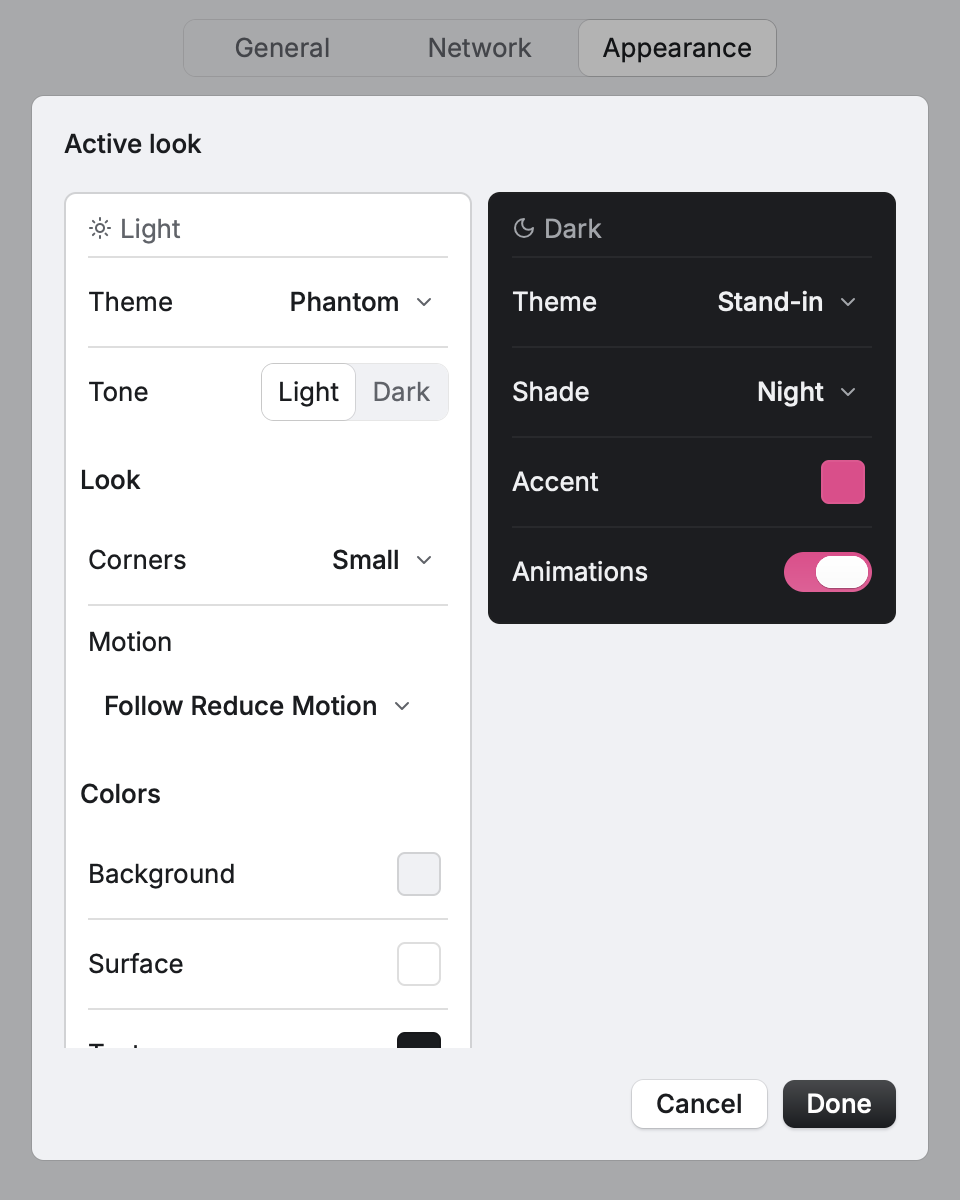 General Network Appearance
Active look
Light
Theme Phantom
Tone Light Dark
Look
Corners Small
Motion
Follow Reduce Motion
Colors
Background
Surface
Dark
Theme Stand-in
Shade Night
Accent
Animations
Cancel Done